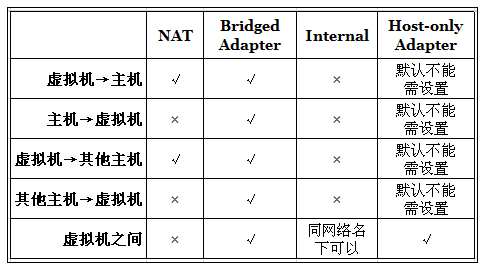 NAT Bridged Adapter Internal Host-only Adapter
虚拟机→主机 √ √ × 默认不能需设置
主机→虚拟机 × √ × 默认不能需设置
虚拟机→其他主机 √ √ × 默认不能需设置
其他主机→虚拟机 × √ × 默认不能需设置
虚拟机之间 × √ 同网络名下可以 √